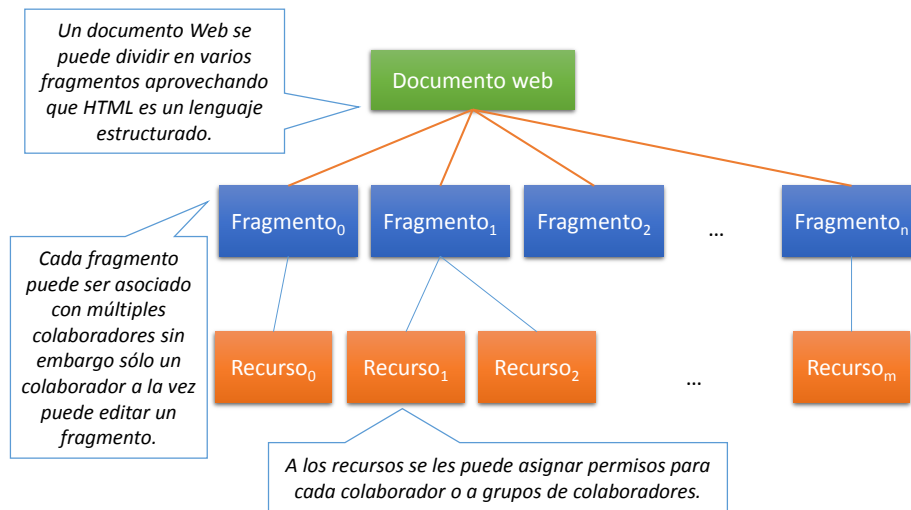 Un documento Web se
puede dividir en varios
fragmentos aprovechando
que HTML es un lenguaje
estructurado.
Documento web
Fragmento₀
Fragmento₁
Fragmento₂
...
Fragmentoₙ
Cada fragmento
puede ser asociado
con múltiples
colaboradores sin
embargo sólo un
colaborador a la vez
puede editar un
fragmento.
Recurso₀
Recurso₁
Recurso₂
...
Recursoₘ
A los recursos se les puede asignar permisos para
cada colaborador o a grupos de colaboradores.